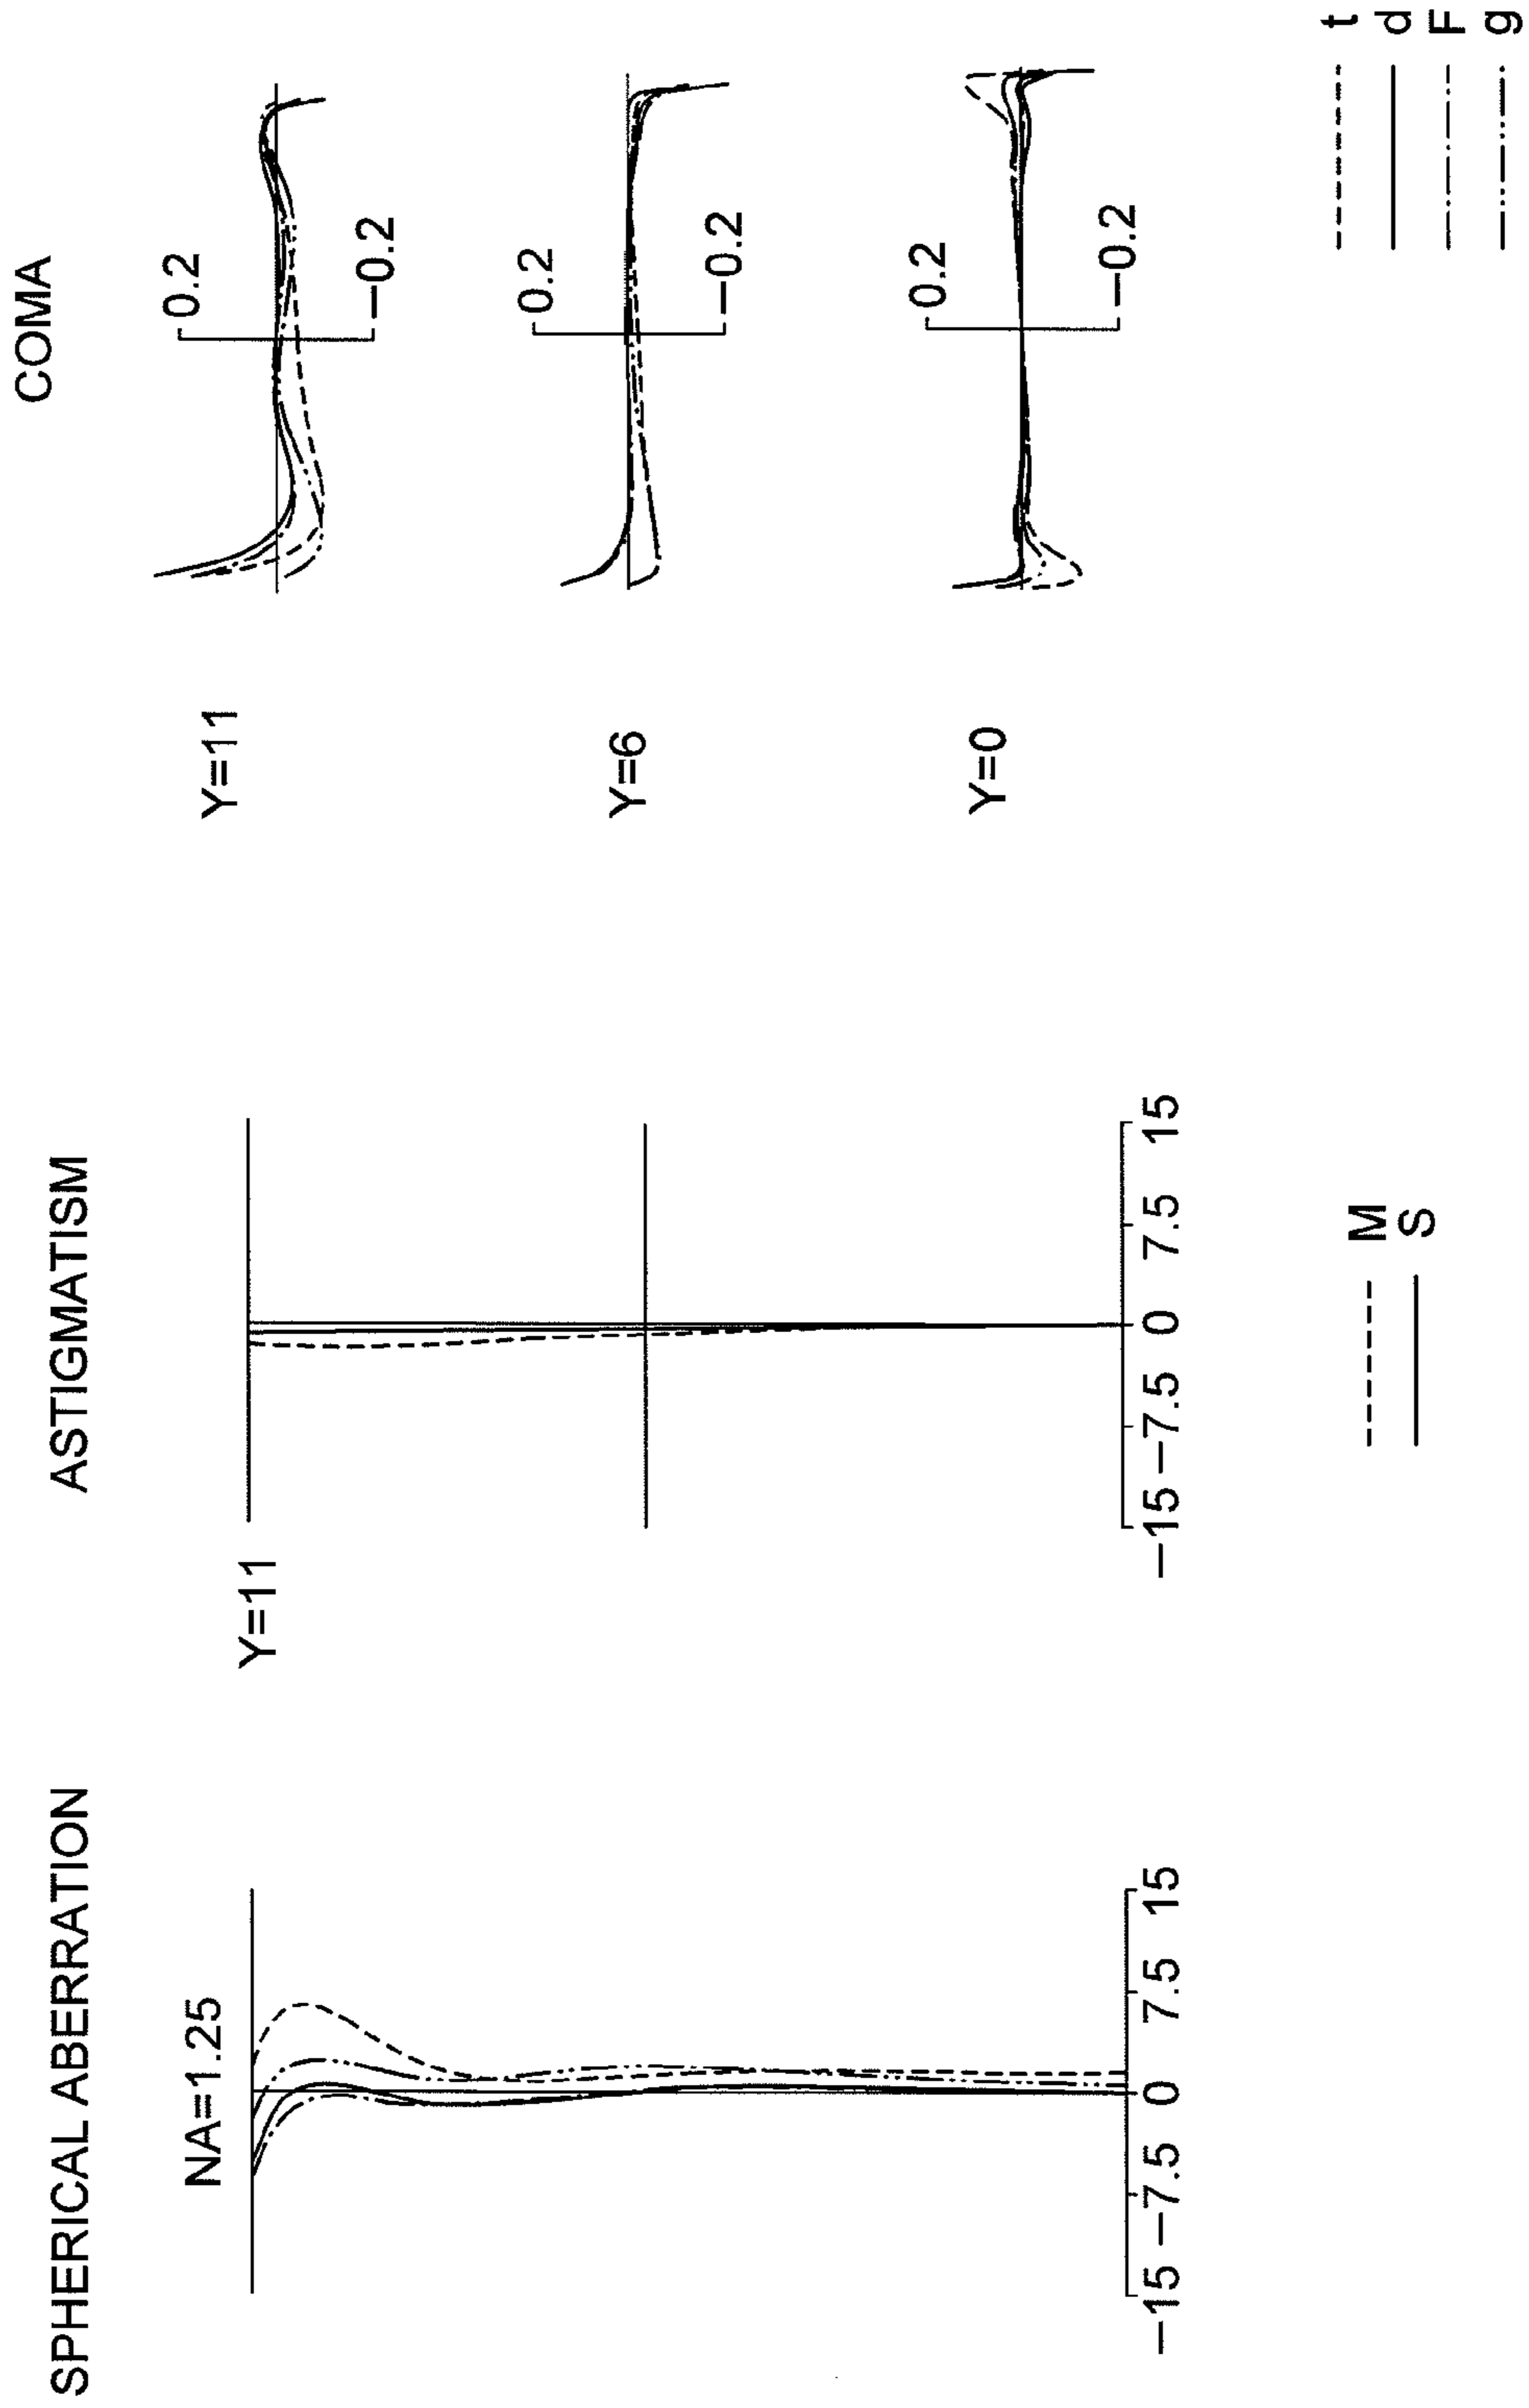 SPHERICAL ABERRATION
NA=1.25
−15 −7.5 0 7.5 15
ASTIGMATISM
Y=11
−15 −7.5 0 7.5 15
M
S
COMA
Y=11
0.2
−0.2
Y=6
0.2
−0.2
Y=0
0.2
−0.2
t
d
F
g